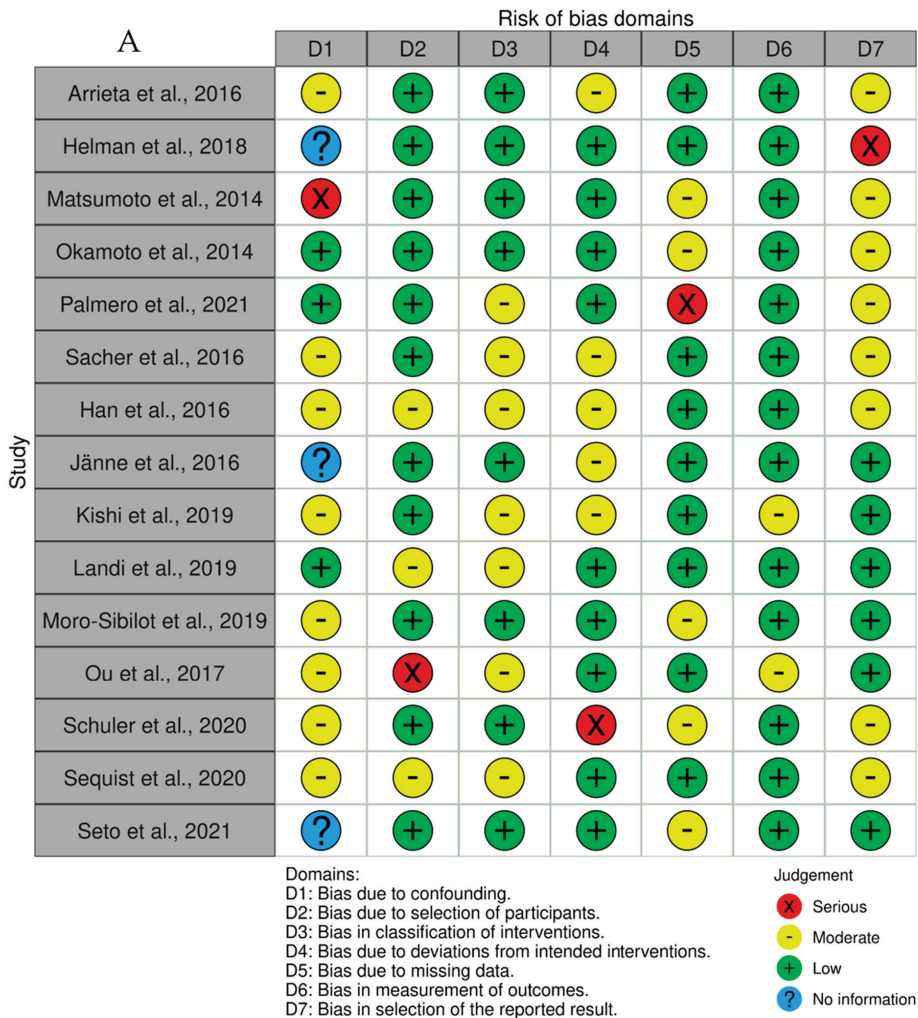 A
Risk of bias domains
D1 D2 D3 D4 D5 D6 D7
Arrieta et al., 2016 - + + - + + -
Helman et al., 2018 ? + + + + + X
Matsumoto et al., 2014 X + + + - + -
Okamoto et al., 2014 + + + + - + -
Palmero et al., 2021 + + - + X + -
Sacher et al., 2016 - + - - + + -
Han et al., 2016 - - - - + + -
Jänne et al., 2016 ? + + - + + +
Kishi et al., 2019 - + - - + - +
Landi et al., 2019 + - - + + + +
Moro-Sibilot et al., 2019 - + + + - + +
Ou et al., 2017 - X - + + - +
Schuler et al., 2020 - + + X - + -
Sequist et al., 2020 - - - + + + -
Seto et al., 2021 ? + + + - + +
Study
Domains:
D1: Bias due to confounding.
D2: Bias due to selection of participants.
D3: Bias in classification of interventions.
D4: Bias due to deviations from intended interventions.
D5: Bias due to missing data.
D6: Bias in measurement of outcomes.
D7: Bias in selection of the reported result.
Judgement
X Serious
- Moderate
+ Low
? No information